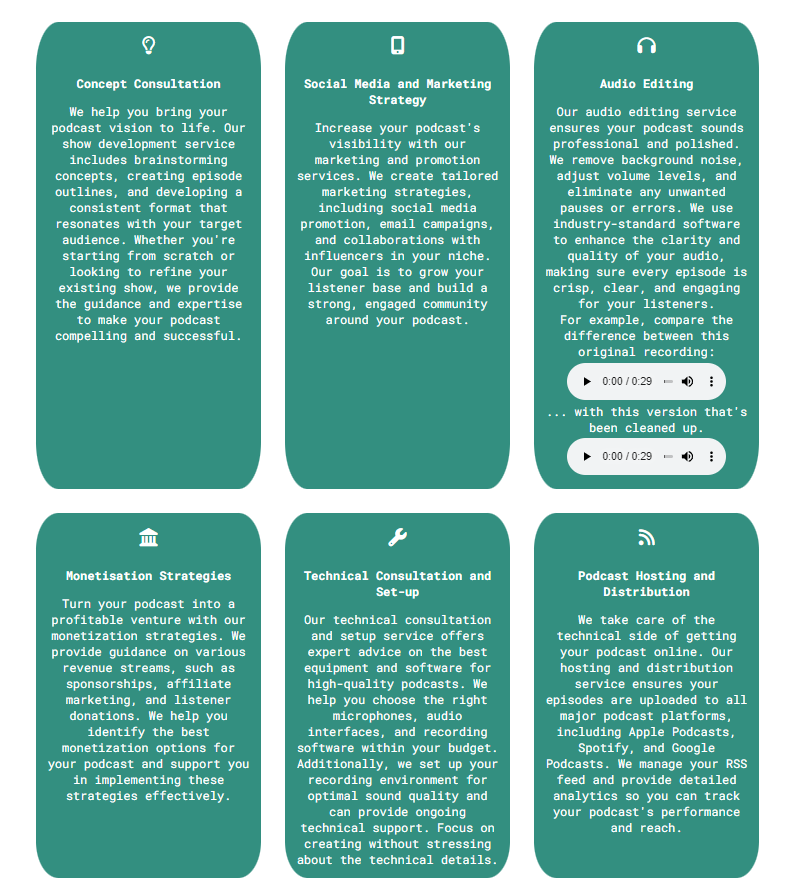 Concept Consultation
We help you bring your
podcast vision to life. Our
show development service
includes brainstorming
concepts, creating episode
outlines, and developing a
consistent format that
resonates with your target
audience. Whether you're
starting from scratch or
looking to refine your
existing show, we provide
the guidance and expertise
to make your podcast
compelling and successful.
Social Media and Marketing
Strategy
Increase your podcast's
visibility with our
marketing and promotion
services. We create tailored
marketing strategies,
including social media
promotion, email campaigns,
and collaborations with
influencers in your niche.
Our goal is to grow your
listener base and build a
strong, engaged community
around your podcast.
Audio Editing
Our audio editing service
ensures your podcast sounds
professional and polished.
We remove background noise,
adjust volume levels, and
eliminate any unwanted
pauses or errors. We use
industry-standard software
to enhance the clarity and
quality of your audio,
making sure every episode is
crisp, clear, and engaging
for your listeners.
For example, compare the
difference between this
original recording:
0:00 / 0:29
... with this version that's
been cleaned up.
0:00 / 0:29
Monetisation Strategies
Turn your podcast into a
profitable venture with our
monetization strategies. We
provide guidance on various
revenue streams, such as
sponsorships, affiliate
marketing, and listener
donations. We help you
identify the best
monetization options for
your podcast and support you
in implementing these
strategies effectively.
Technical Consultation and
Set-up
Our technical consultation
and setup service offers
expert advice on the best
equipment and software for
high-quality podcasts. We
help you choose the right
microphones, audio
interfaces, and recording
software within your budget.
Additionally, we set up your
recording environment for
optimal sound quality and
can provide ongoing
technical support. Focus on
creating without stressing
about the technical details.
Podcast Hosting and
Distribution
We take care of the
technical side of getting
your podcast online. Our
hosting and distribution
service ensures your
episodes are uploaded to all
major podcast platforms,
including Apple Podcasts,
Spotify, and Google
Podcasts. We manage your RSS
feed and provide detailed
analytics so you can track
your podcast's performance
and reach.